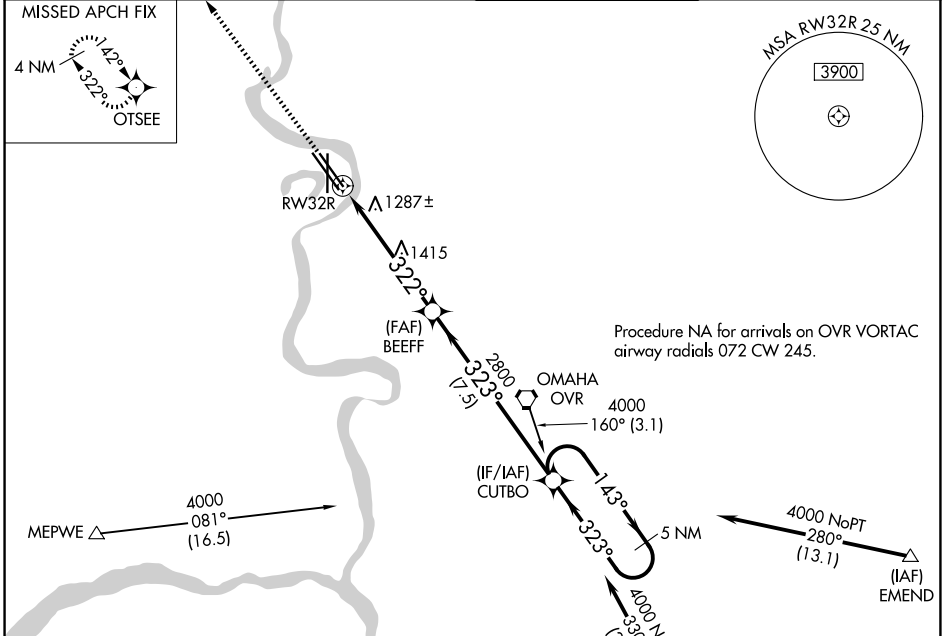 MISSED APCH FIX
4 NM
142°
322°
OTSEE
MSA RW32R 25 NM
3900
RW32R
1287±
1415
322°
(FAF)
BEEFF
Procedure NA for arrivals on OVR VORTAC
airway radials 072 CW 245.
2800
323°
(7.5)
OMAHA
OVR
4000
160° (3.1)
(IF/IAF)
CUTBO
143°
323°
5 NM
MEPWE
4000
081°
(16.5)
4000 NoPT
280°
(13.1)
(IAF)
EMEND
4000 N